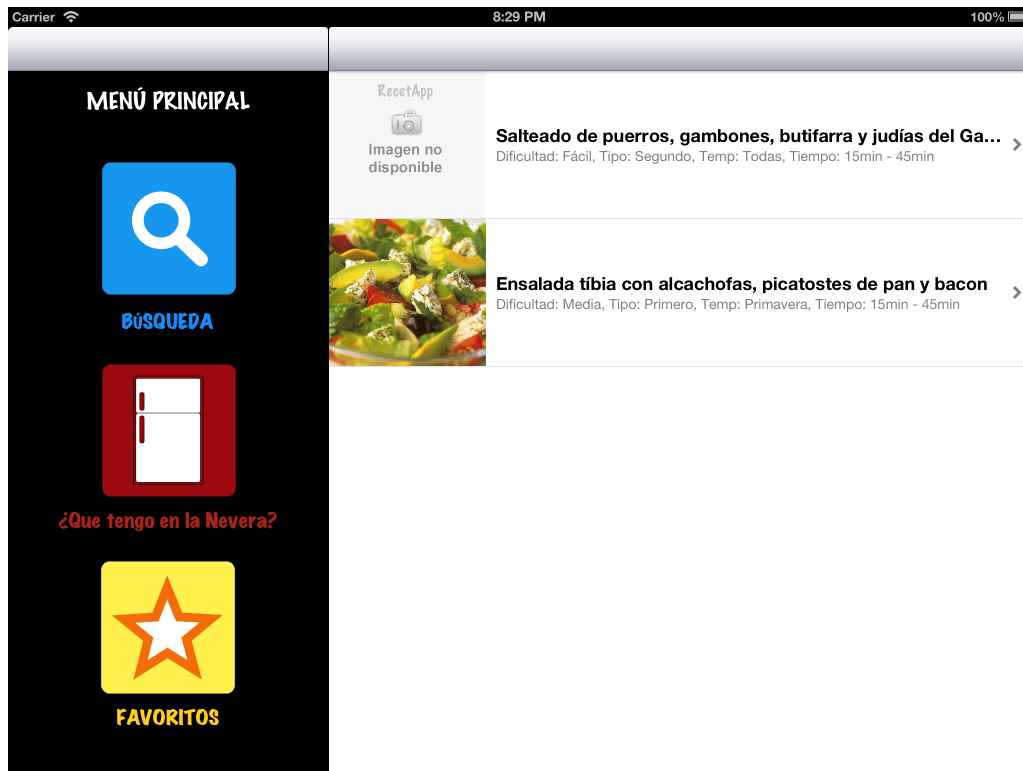 Carrier
8:29 PM
100%
MENÚ PRINCIPAL
BÚSQUEDA
¿Que tengo en la Nevera?
FAVORITOS
RecetApp
Imagen no
disponible
Salteado de puerros, gambones, butifarra y judías del Ga...
Dificultad: Fácil, Tipo: Segundo, Temp: Todas, Tiempo: 15min - 45min
Ensalada tíbia con alcachofas, picatostes de pan y bacon
Dificultad: Media, Tipo: Primero, Temp: Primavera, Tiempo: 15min - 45min